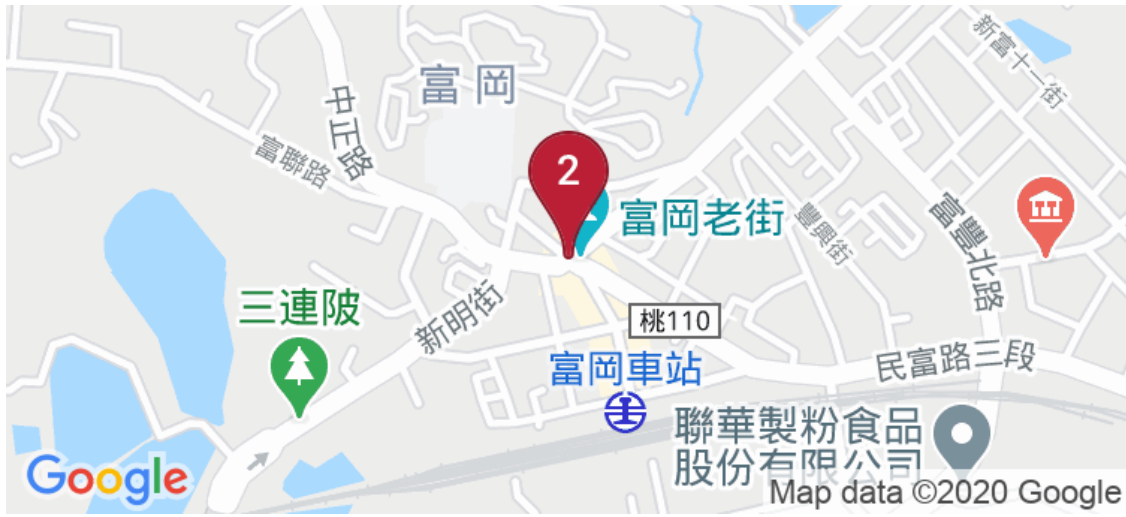 新富十一街
富岡
中正路
富聯路
2
富岡老街
豐興街
富豐北路
三連陂
新明街
桃110
富岡車站
民富路三段
聯華製粉食品
股份有限公司
Google
Map data ©2020 Google